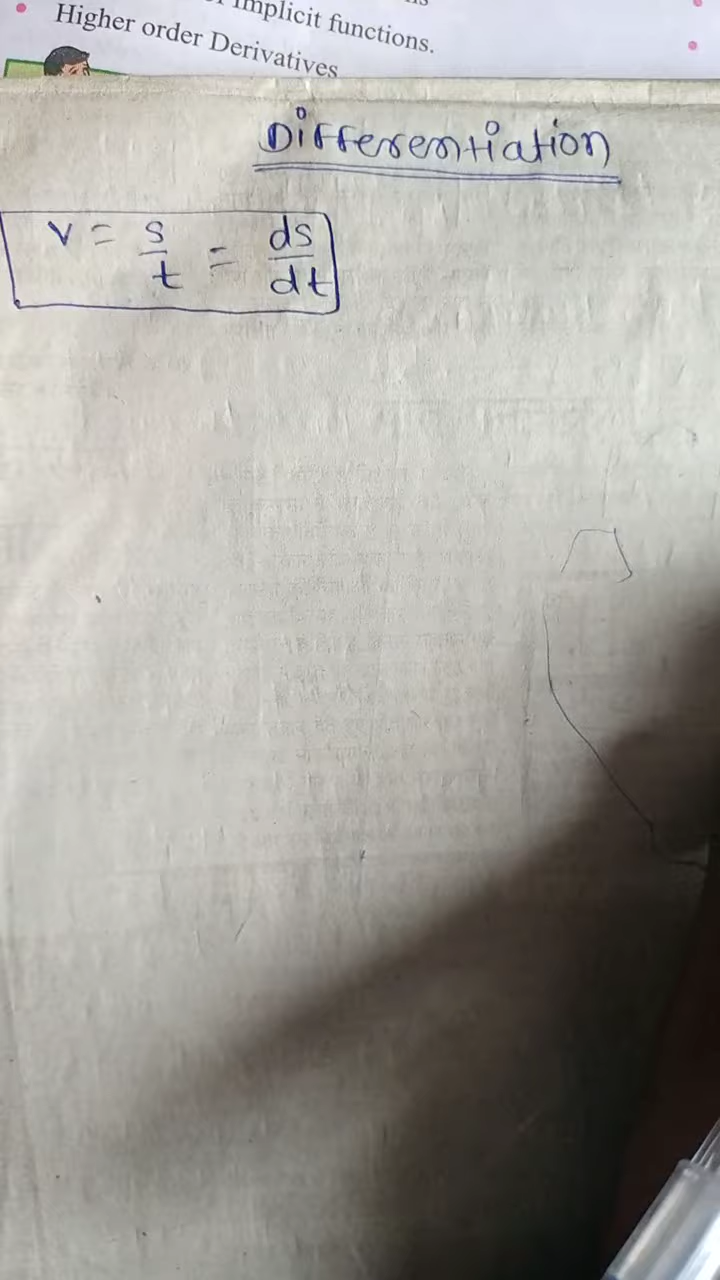 implicit functions.
Higher order Derivatives
Differentiation
v = s/t = ds/dt